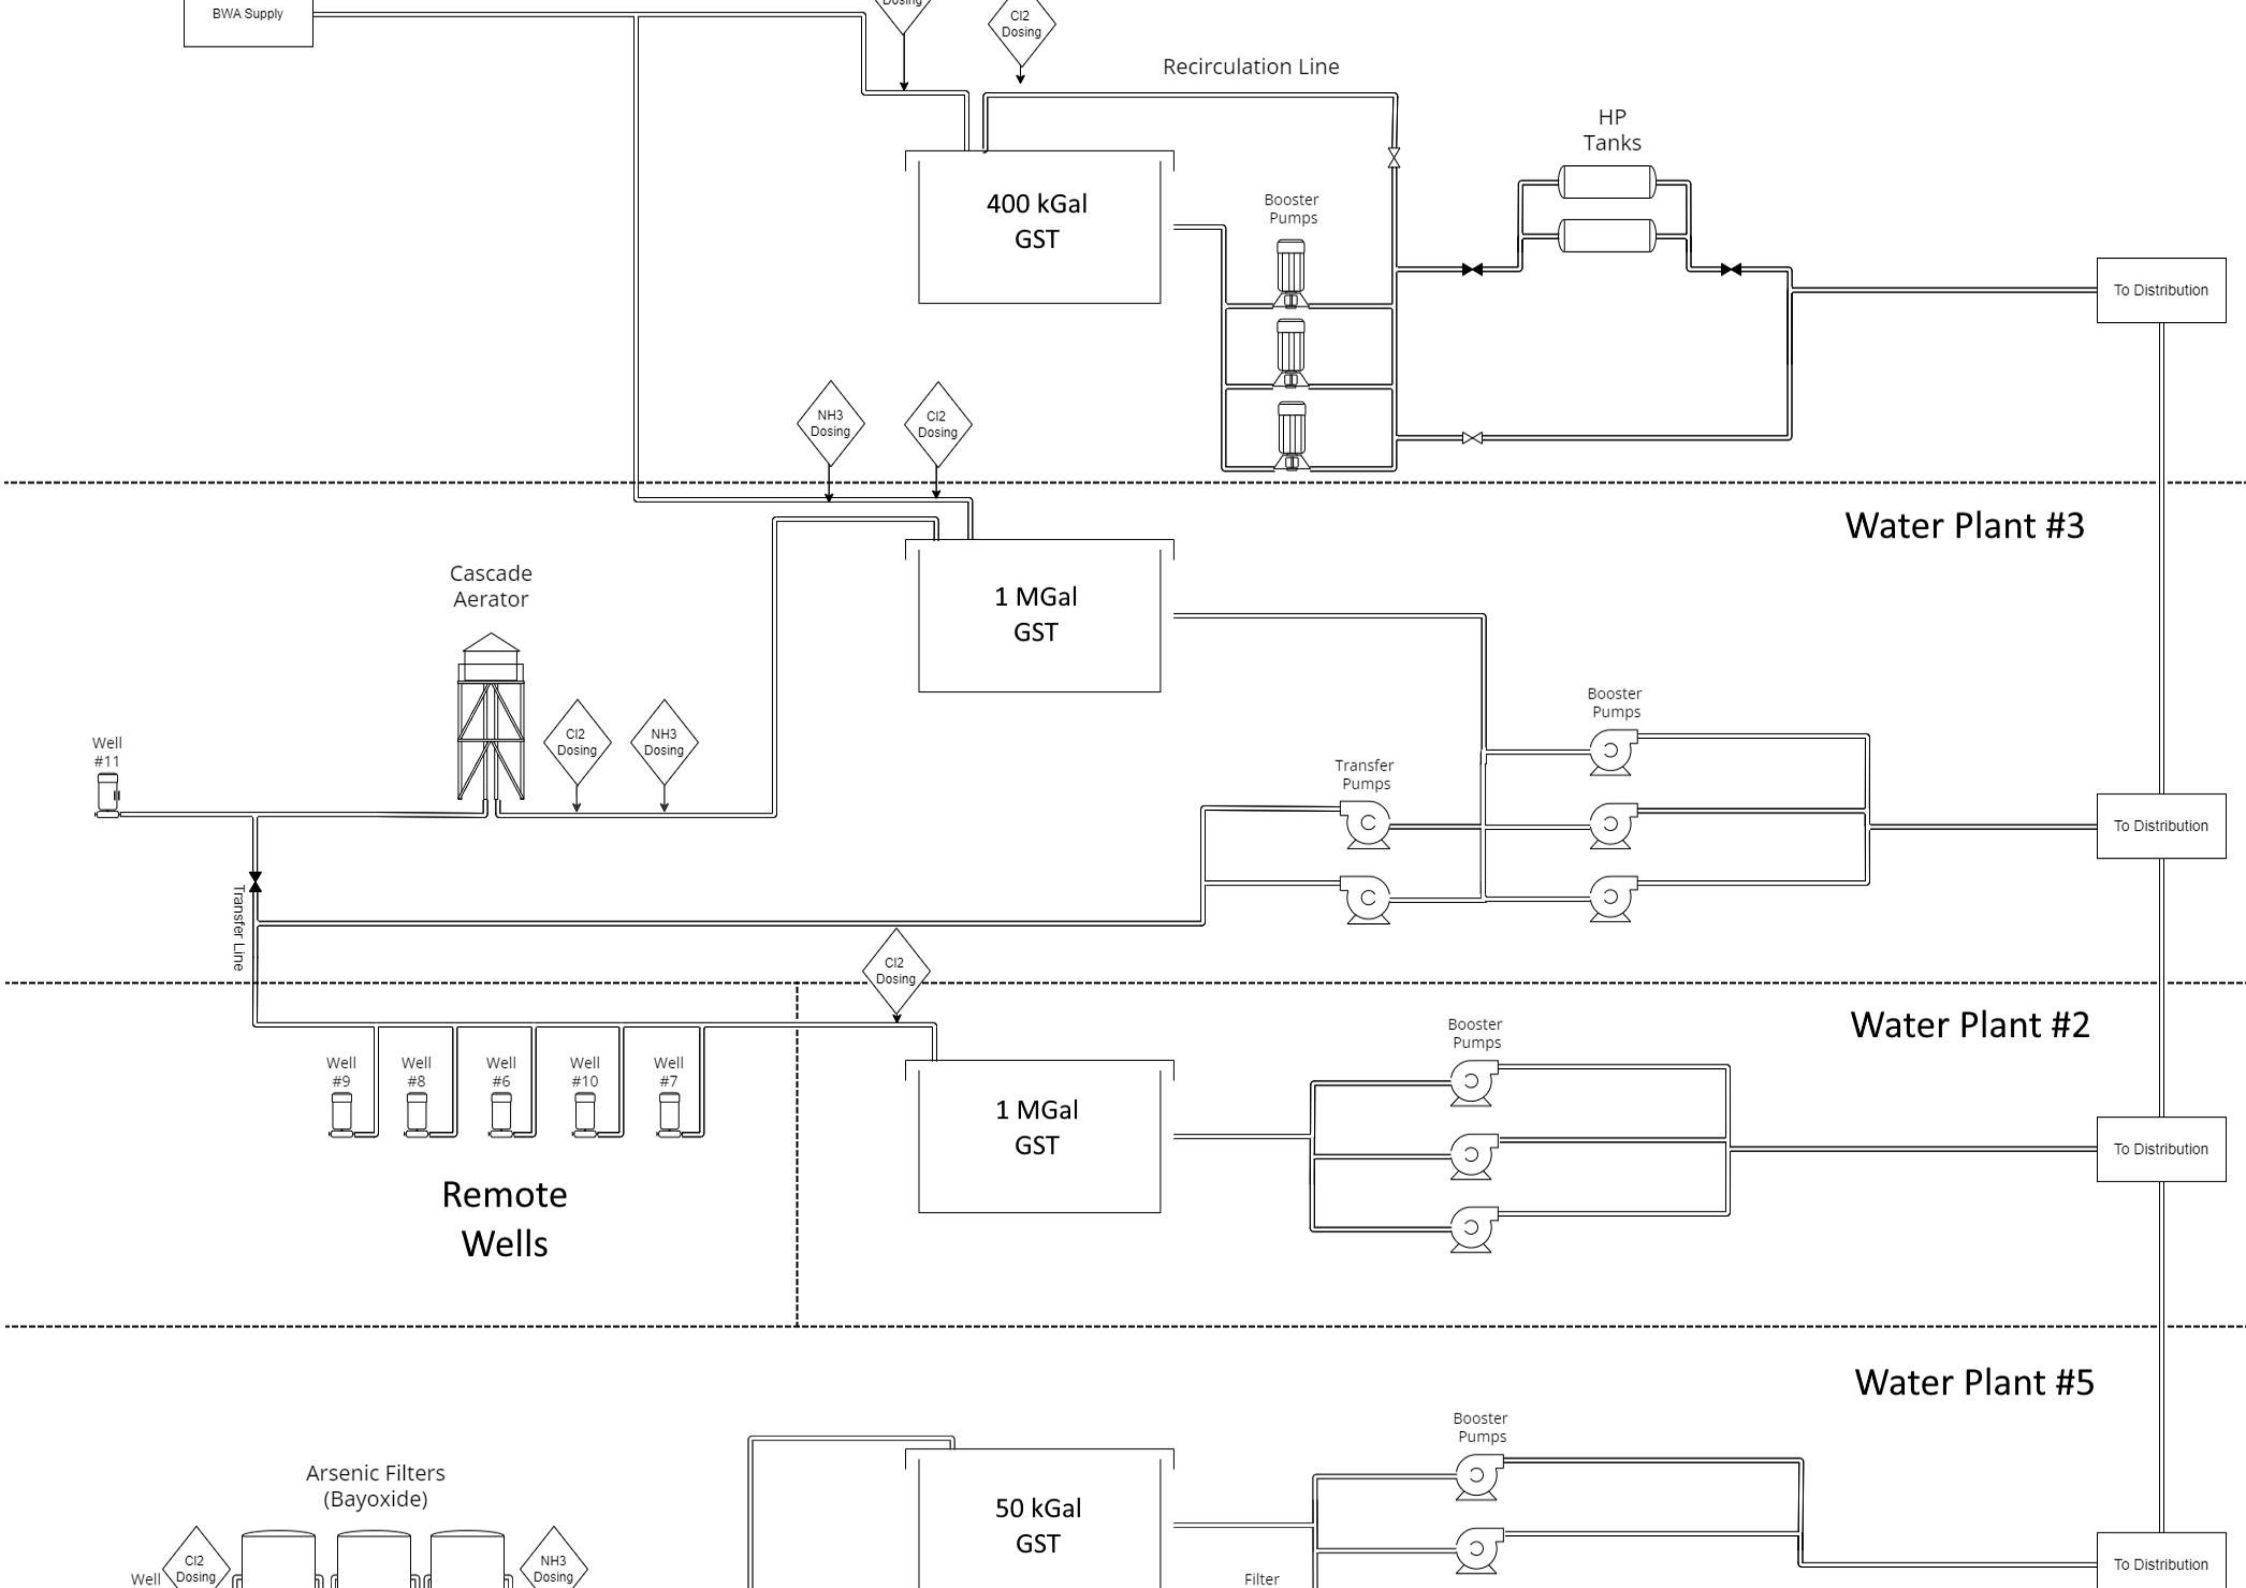 BWA Supply
Dosing
Cl2
Dosing
Recirculation Line
HP
Tanks
400 kGal
GST
Booster
Pumps
To Distribution
NH3
Dosing
Cl2
Dosing
Water Plant #3
Cascade
Aerator
1 MGal
GST
Booster
Pumps
Cl2
Dosing
NH3
Dosing
Well
#11
Transfer
Pumps
To Distribution
Transfer Line
Cl2
Dosing
Water Plant #2
Booster
Pumps
Well
#9
Well
#8
Well
#6
Well
#10
Well
#7
1 MGal
GST
To Distribution
Remote
Wells
Water Plant #5
Booster
Pumps
Arsenic Filters
(Bayoxide)
50 kGal
GST
Cl2
Dosing
NH3
Dosing
Well
Filter
To Distribution